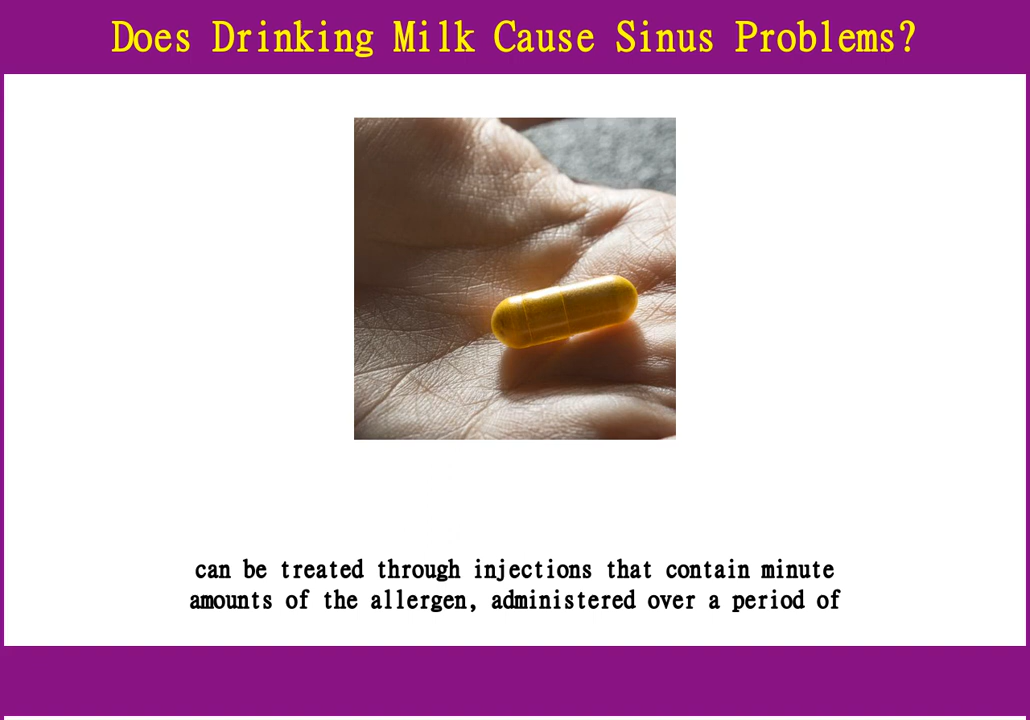 Does Drinking Milk Cause Sinus Problems?
can be treated through injections that contain minute
amounts of the allergen, administered over a period of